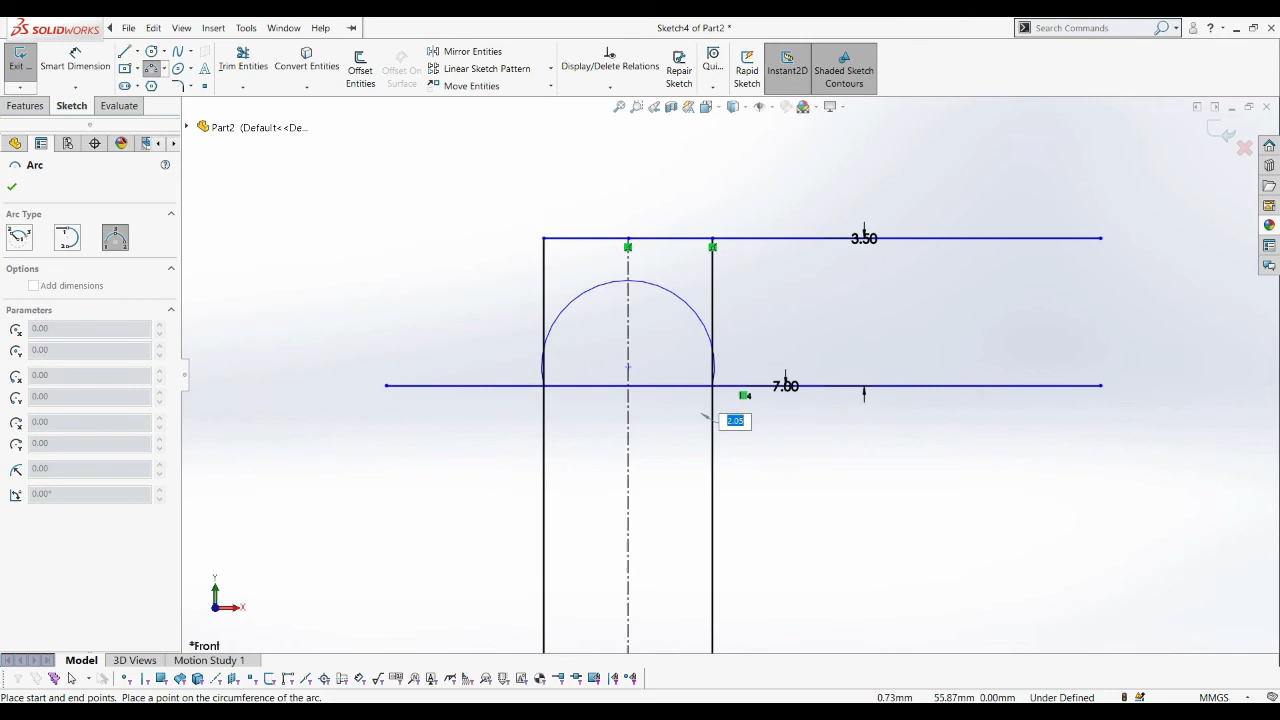 SOLIDWORKS
File Edit View Insert Tools Window Help
Sketch4 of Part2 *
Search Commands
?
Exit ...
Smart Dimension
Trim Entities
Convert Entities
Offset Entities
Offset On Surface
Mirror Entities
Linear Sketch Pattern
Move Entities
Display/Delete Relations
Repair Sketch
Qui...
Rapid Sketch
Instant2D
Shaded Sketch Contours
Features Sketch Evaluate
Part2 (Default<<De...
Arc
Arc Type
Options
Add dimensions
Parameters
0.00
0.00
0.00
0.00
0.00
0.00
0.00
0.00°
3.50
7.00
4
2.05
Y
X
*Front
Model 3D Views Motion Study 1
Place start and end points. Place a point on the circumference of the arc.
0.73mm 55.87mm 0.00mm Under Defined MMGS